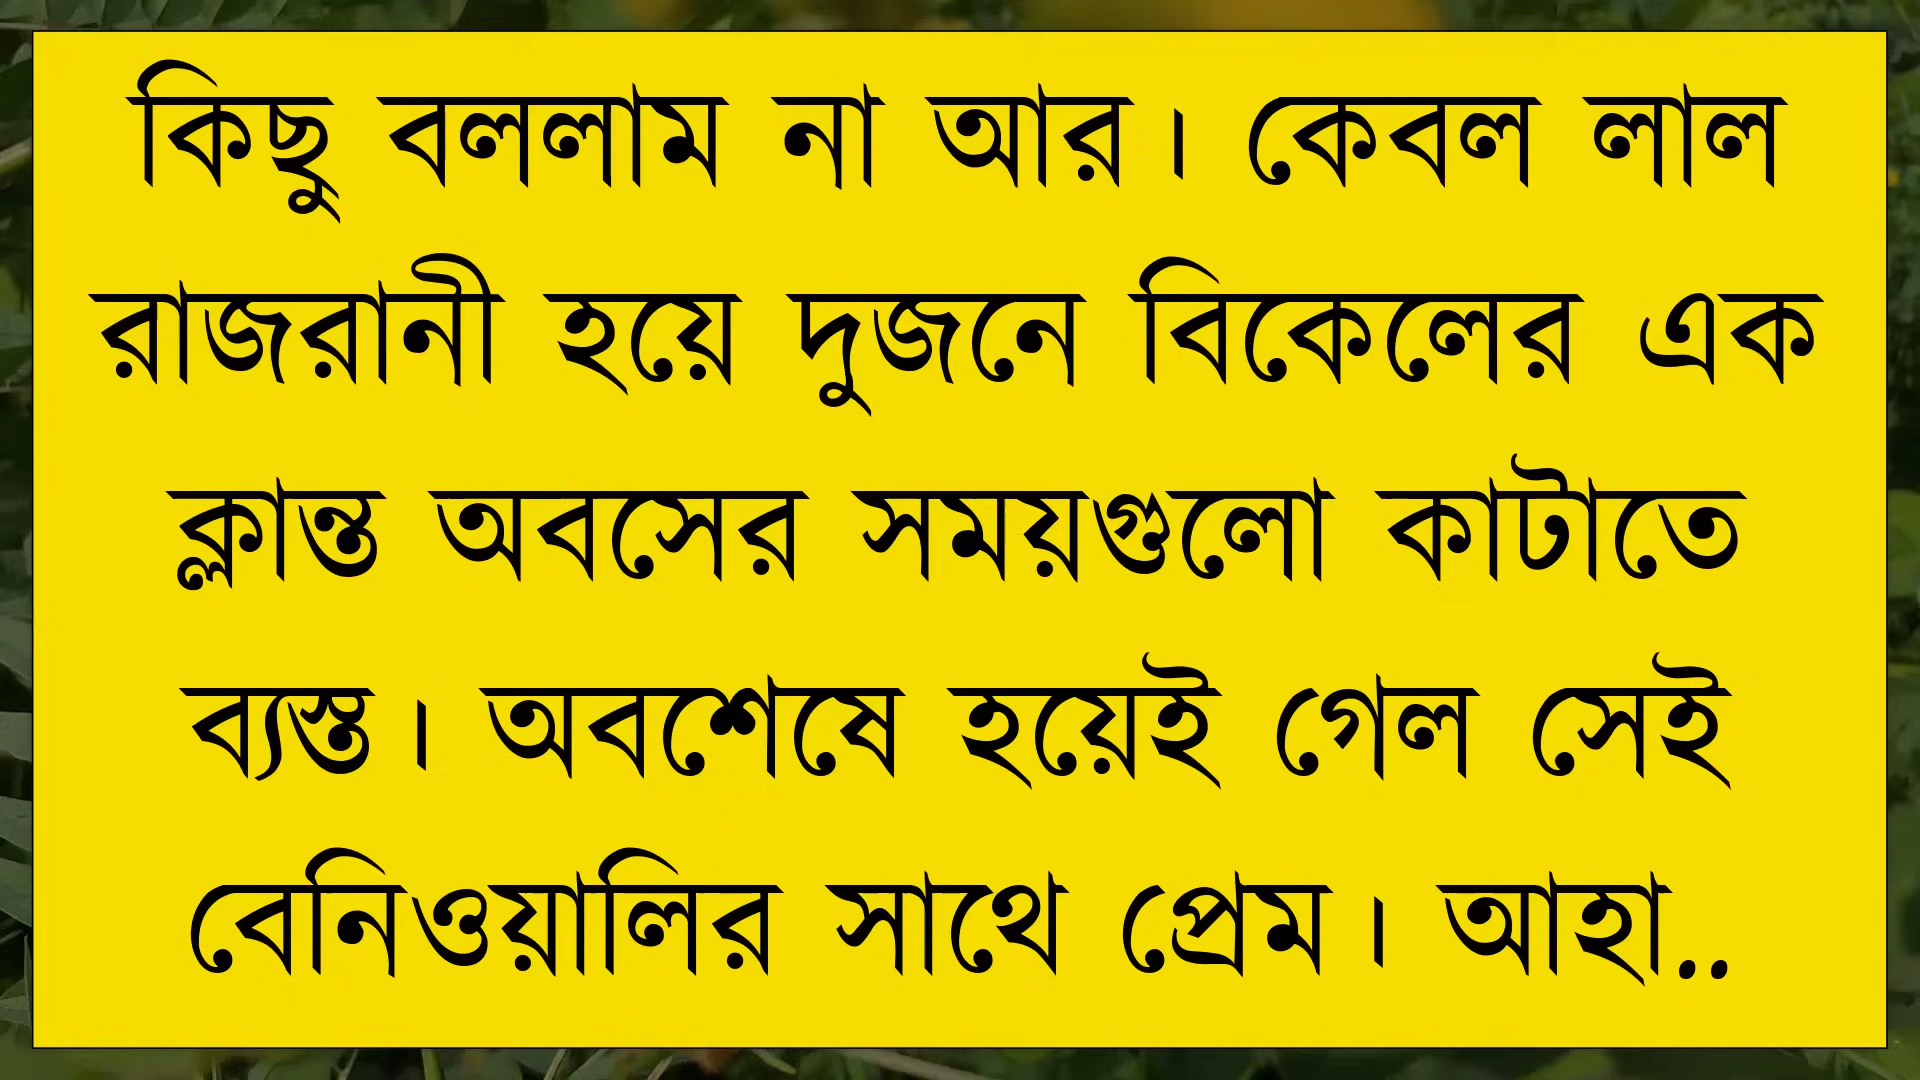 কিছু বললাম না আর। কেবল লাল
রাজরানী হয়ে দুজনে বিকেলের এক
ক্লান্ত অবসের সময়গুলো কাটাতে
ব্যস্ত। অবশেষে হয়েই গেল সেই
বেনিওয়ালির সাথে প্রেম। আহা..